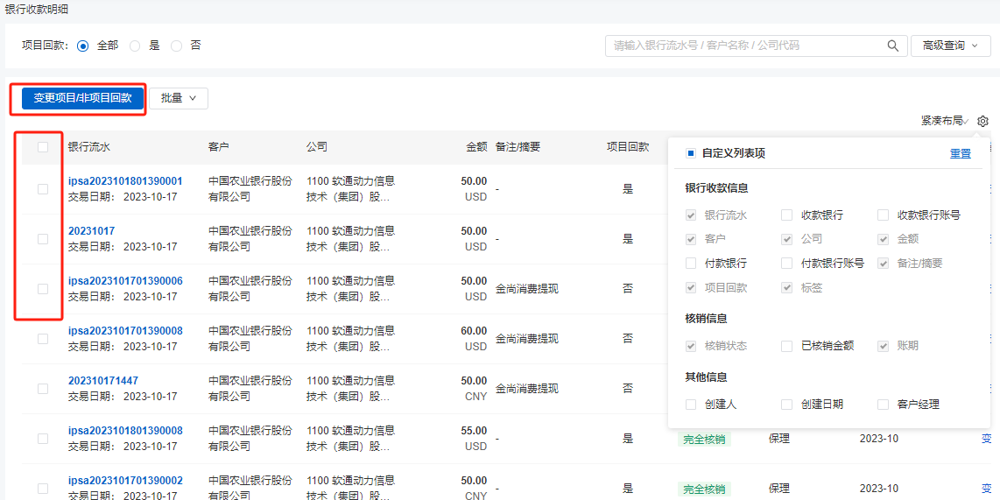 银行收款明细
项目回款: 全部 是 否
请输入银行流水号 / 客户名称 / 公司代码
高级查询
变更项目/非项目回款
批量
紧凑布局
银行流水 客户 公司 金额 备注/摘要 项目回款
ipsa2023101801390001 中国农业银行股份 1100 软通动力信息 50.00
交易日期: 2023-10-17 有限公司 技术（集团）股... USD - 是
20231017 中国农业银行股份 1100 软通动力信息 50.00
交易日期: 2023-10-17 有限公司 技术（集团）股... USD - 是
ipsa2023101701390006 中国农业银行股份 1100 软通动力信息 50.00
交易日期: 2023-10-17 有限公司 技术（集团）股... USD 金尚消费提现 否
ipsa2023101701390008 中国农业银行股份 1100 软通动力信息 60.00
交易日期: 2023-10-17 有限公司 技术（集团）股... USD 金尚消费提现 否
202310171447 中国农业银行股份 1100 软通动力信息 50.00
交易日期: 2023-10-17 有限公司 技术（集团）股... CNY 金尚消费提现 否
ipsa2023101801390008 中国农业银行股份 1100 软通动力信息 55.00
交易日期: 2023-10-17 有限公司 技术（集团）股... USD - 是 完全核销 保理 2023-10 变
ipsa2023101701390002 中国农业银行股份 1100 软通动力信息 50.00
交易日期: 2023-10-17 有限公司 技术（集团）股... CNY - 是 完全核销 保理 2023-10 变
自定义列表项 重置
银行收款信息
银行流水 收款银行 收款银行账号
客户 公司 金额
付款银行 付款银行账号 备注/摘要
项目回款 标签
核销信息
核销状态 已核销金额 账期
其他信息
创建人 创建日期 客户经理